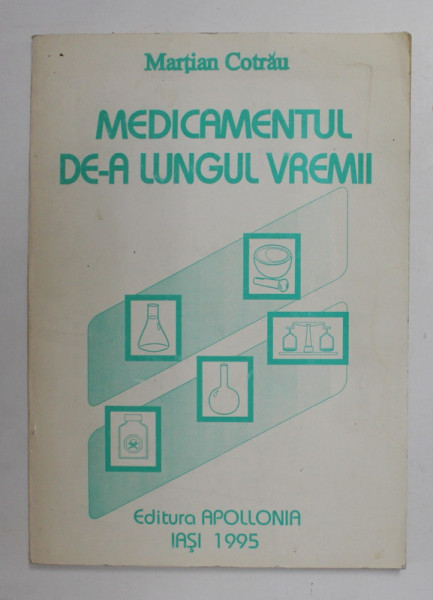 Marțian Cotrău
MEDICAMENTUL
DE-A LUNGUL VREMII
Editura APOLLONIA
IAȘI 1995